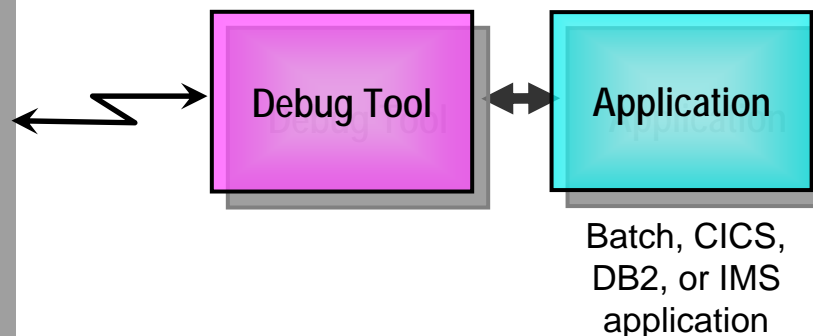 Debug Tool
Application
Batch, CICS,
DB2, or IMS
application